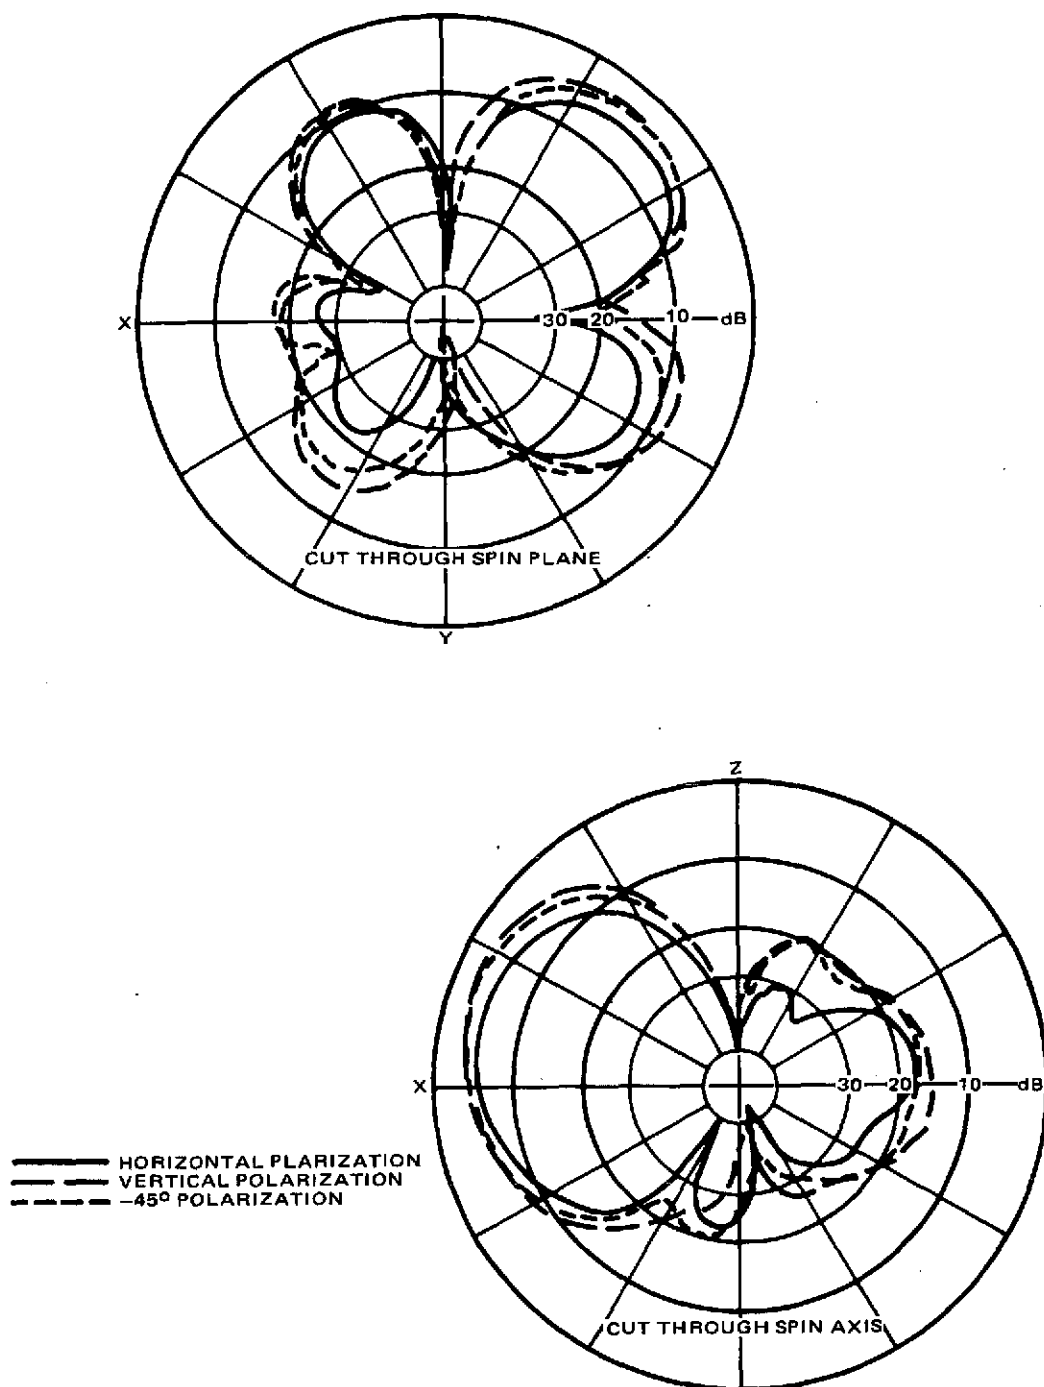 X
30 20 10 dB
CUT THROUGH SPIN PLANE
Y
Z
X
30 20 10 dB
HORIZONTAL PLARIZATION
VERTICAL POLARIZATION
–45° POLARIZATION
CUT THROUGH SPIN AXIS